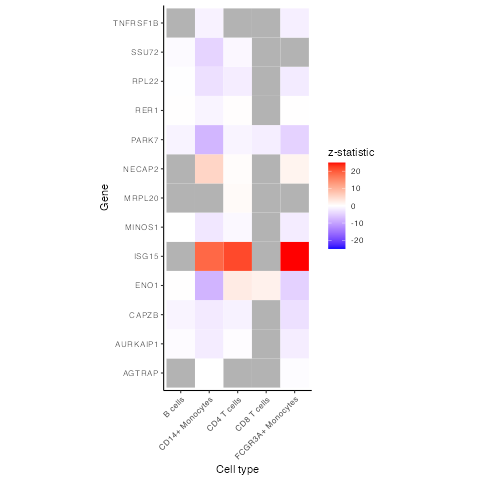 TNFRSF1B
SSU72
RPL22
RER1
PARK7
NECAP2
MRPL20
MINOS1
ISG15
ENO1
CAPZB
AURKAIP1
AGTRAP
Gene
B cells
CD14+ Monocytes
CD4 T cells
CD8 T cells
FCGR3A+ Monocytes
Cell type
z-statistic
20
10
0
-10
-20